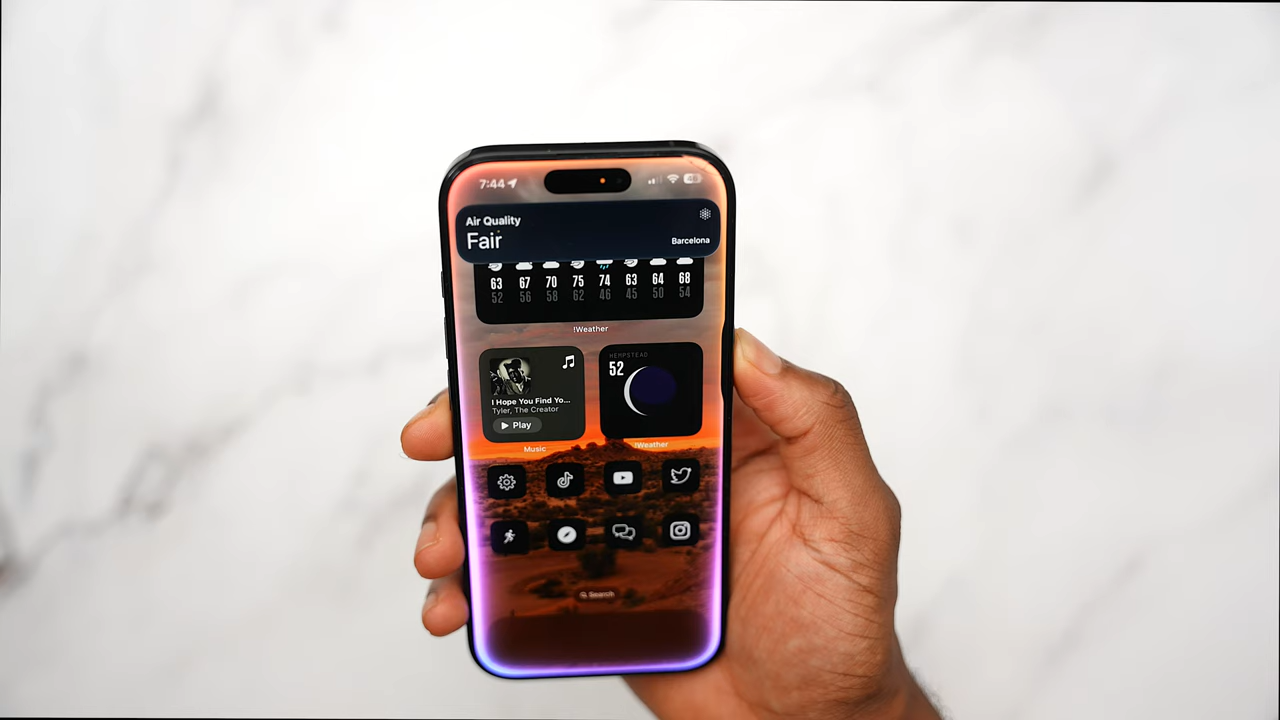 7:44
46
Air Quality
Fair
Barcelona
63 67 70 75 74 63 64 68
52 56 58 62 46 45 50 54
!Weather
I Hope You Find Yo...
Tyler, The Creator
Play
Music
HEMPSTEAD
52
!Weather
Search